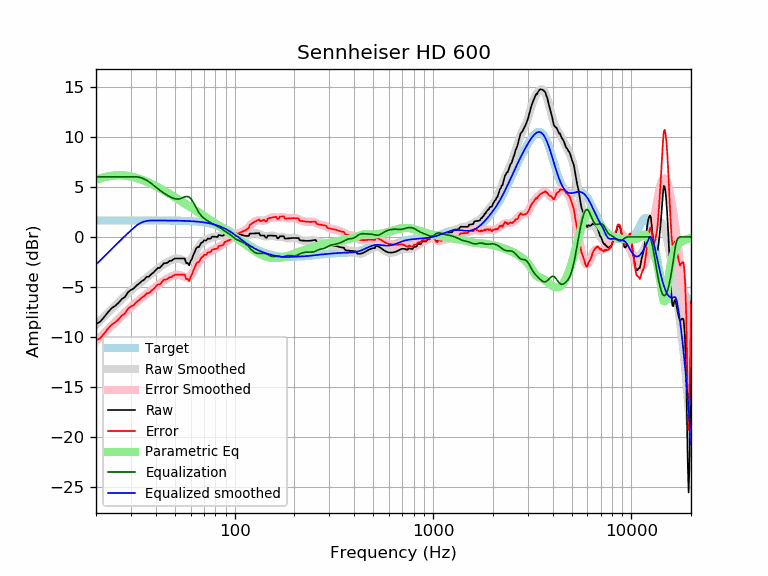 Sennheiser HD 600
Amplitude (dBr)
15
10
5
0
−5
−10
−15
−20
−25
Target
Raw Smoothed
Error Smoothed
Raw
Error
Parametric Eq
Equalization
Equalized smoothed
100 1000 10000
Frequency (Hz)